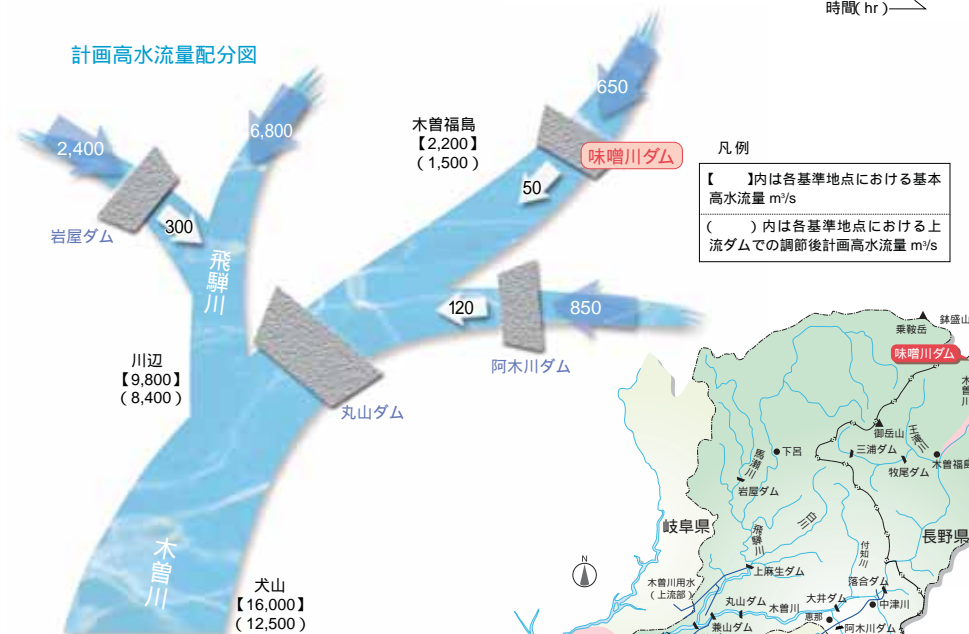 時間( hr )
計画高水流量配分図
650
2,400
6,800
木曽福島
【2,200】
(1,500)
味噌川ダム
凡例
【　】内は各基準地点における基本
高水流量 m³/s
(　) 内は各基準地点における上
流ダムでの調節後計画高水流量 m³/s
50
300
岩屋ダム
飛騨川
120
850
阿木川ダム
川辺
【9,800】
(8,400)
丸山ダム
木曽川
犬山
【16,000】
(12,500)
鉢盛山
乗鞍岳
味噌川ダム
木曽川
御岳山
王滝川
三浦ダム
牧尾ダム
木曽福島
下呂
馬瀬川
岩屋ダム
白川
岐阜県
飛騨川
付知川
長野県
N
上麻生ダム
木曽川用水
(上流部)
落合ダム
丸山ダム
木曽川
大井ダム
中津川
恵那
兼山ダム
阿木川ダム